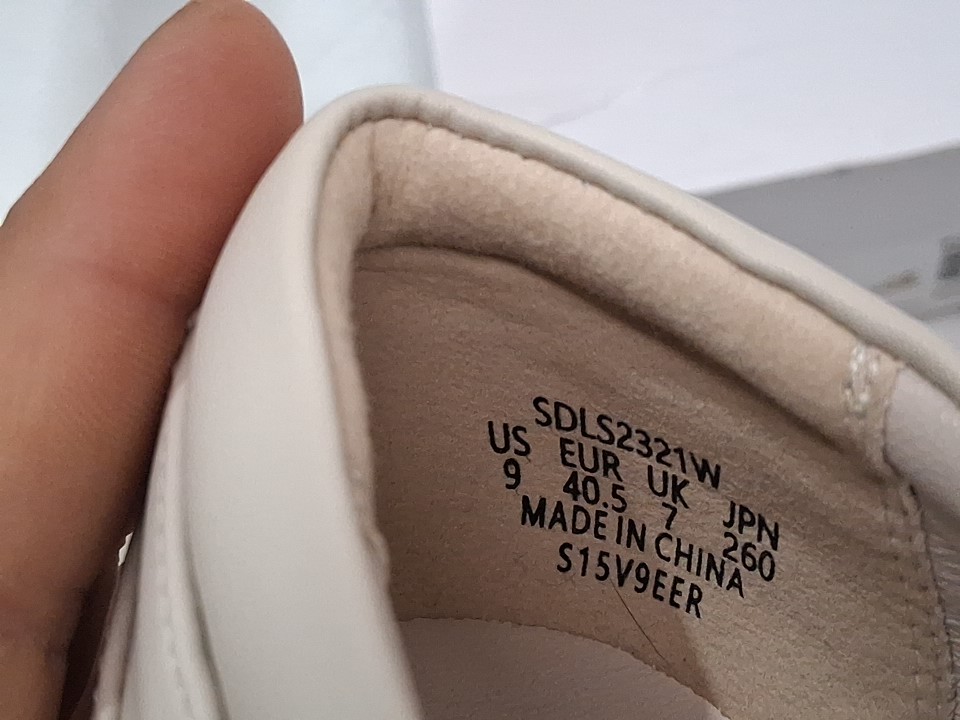 SDLS2321W
US EUR UK JPN
9 40.5 7 260
MADE IN CHINA
S15V9EER